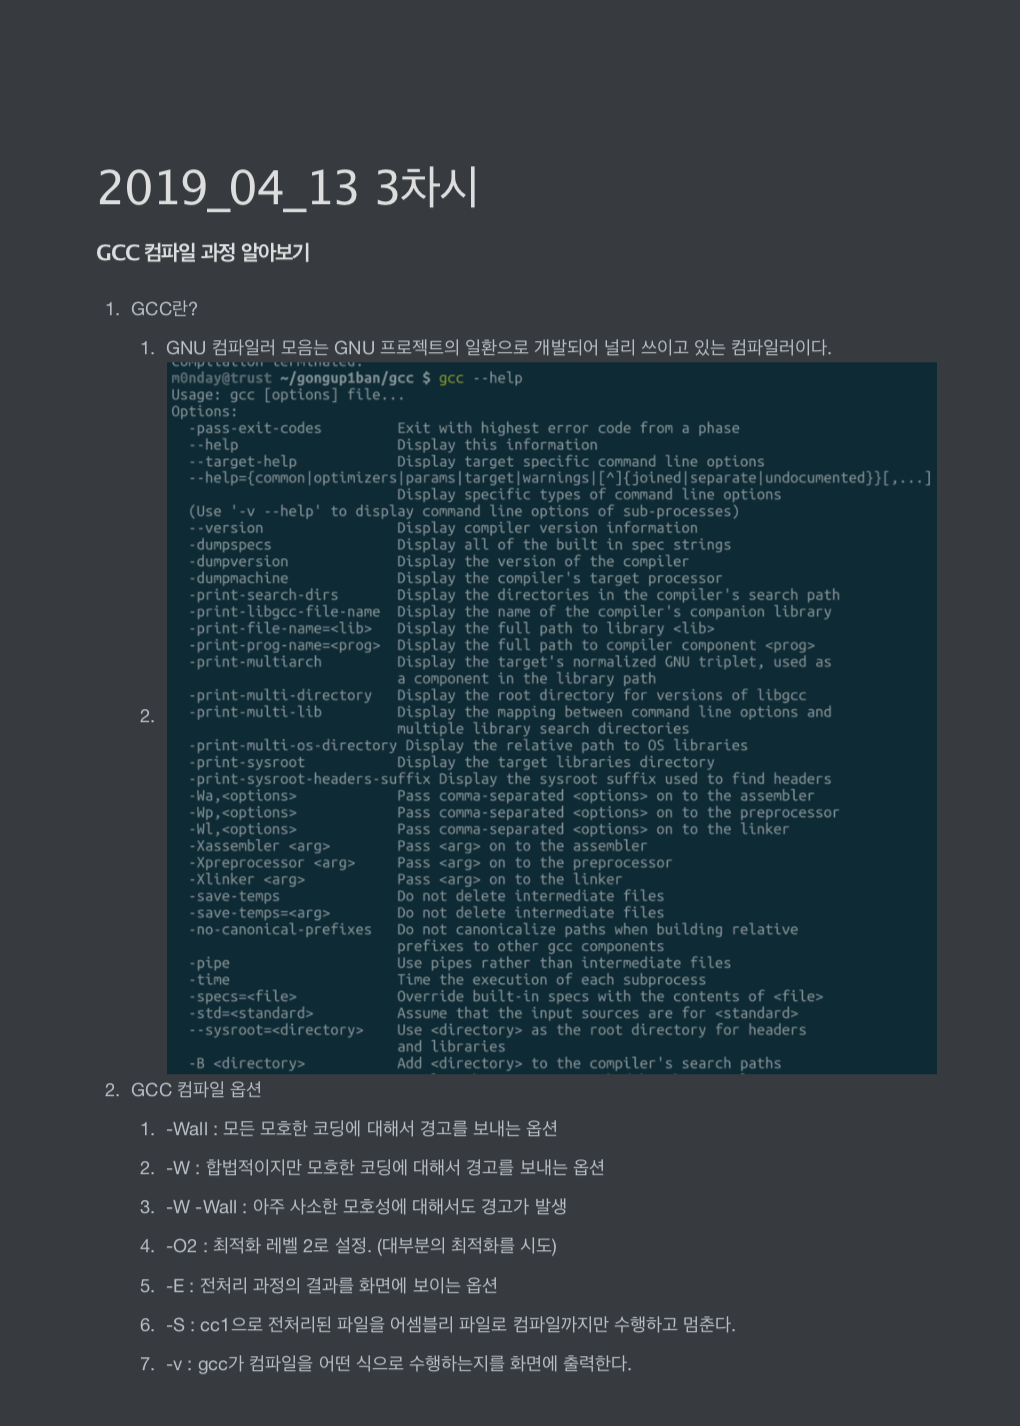 2019_04_13 3차시
GCC 컴파일 과정 알아보기
1. GCC란?
1. GNU 컴파일러 모음는 GNU 프로젝트의 일환으로 개발되어 널리 쓰이고 있는 컴파일러이다.
compilation terminated.
m0nday@trust ~/gongup1ban/gcc $ gcc --help
Usage: gcc [options] file...
Options:
-pass-exit-codes Exit with highest error code from a phase
--help Display this information
--target-help Display target specific command line options
--help={common|optimizers|params|target|warnings|[^]{joined|separate|undocumented}}[,...]
Display specific types of command line options
(Use '-v --help' to display command line options of sub-processes)
--version Display compiler version information
-dumpspecs Display all of the built in spec strings
-dumpversion Display the version of the compiler
-dumpmachine Display the compiler's target processor
-print-search-dirs Display the directories in the compiler's search path
-print-libgcc-file-name Display the name of the compiler's companion library
-print-file-name=<lib> Display the full path to library <lib>
-print-prog-name=<prog> Display the full path to compiler component <prog>
-print-multiarch Display the target's normalized GNU triplet, used as
a component in the library path
-print-multi-directory Display the root directory for versions of libgcc
2. -print-multi-lib Display the mapping between command line options and
multiple library search directories
-print-multi-os-directory Display the relative path to OS libraries
-print-sysroot Display the target libraries directory
-print-sysroot-headers-suffix Display the sysroot suffix used to find headers
-Wa,<options> Pass comma-separated <options> on to the assembler
-Wp,<options> Pass comma-separated <options> on to the preprocessor
-Wl,<options> Pass comma-separated <options> on to the linker
-Xassembler <arg> Pass <arg> on to the assembler
-Xpreprocessor <arg> Pass <arg> on to the preprocessor
-Xlinker <arg> Pass <arg> on to the linker
-save-temps Do not delete intermediate files
-save-temps=<arg> Do not delete intermediate files
-no-canonical-prefixes Do not canonicalize paths when building relative
prefixes to other gcc components
-pipe Use pipes rather than intermediate files
-time Time the execution of each subprocess
-specs=<file> Override built-in specs with the contents of <file>
-std=<standard> Assume that the input sources are for <standard>
--sysroot=<directory> Use <directory> as the root directory for headers
and libraries
-B <directory> Add <directory> to the compiler's search paths
2. GCC 컴파일 옵션
1. -Wall : 모든 모호한 코딩에 대해서 경고를 보내는 옵션
2. -W : 합법적이지만 모호한 코딩에 대해서 경고를 보내는 옵션
3. -W -Wall : 아주 사소한 모호성에 대해서도 경고가 발생
4. -O2 : 최적화 레벨 2로 설정. (대부분의 최적화를 시도)
5. -E : 전처리 과정의 결과를 화면에 보이는 옵션
6. -S : cc1으로 전처리된 파일을 어셈블리 파일로 컴파일까지만 수행하고 멈춘다.
7. -v : gcc가 컴파일을 어떤 식으로 수행하는지를 화면에 출력한다.